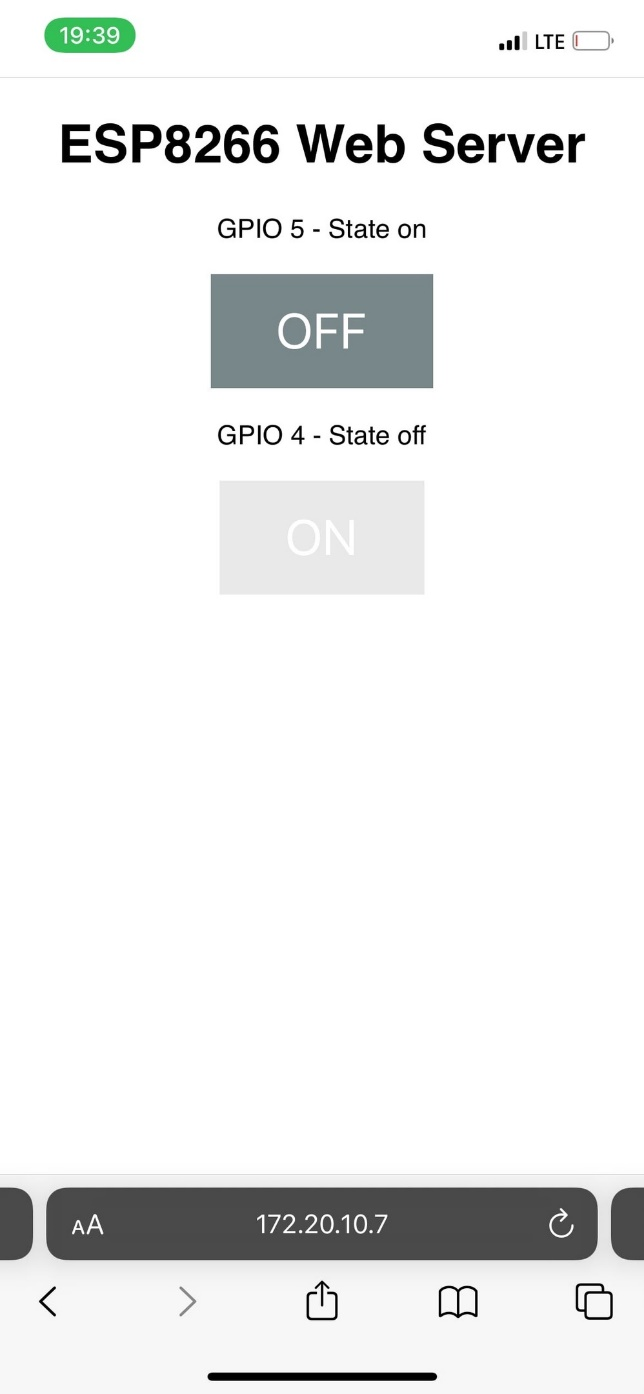 19:39
LTE
ESP8266 Web Server
GPIO 5 - State on
OFF
GPIO 4 - State off
ON
AA
172.20.10.7